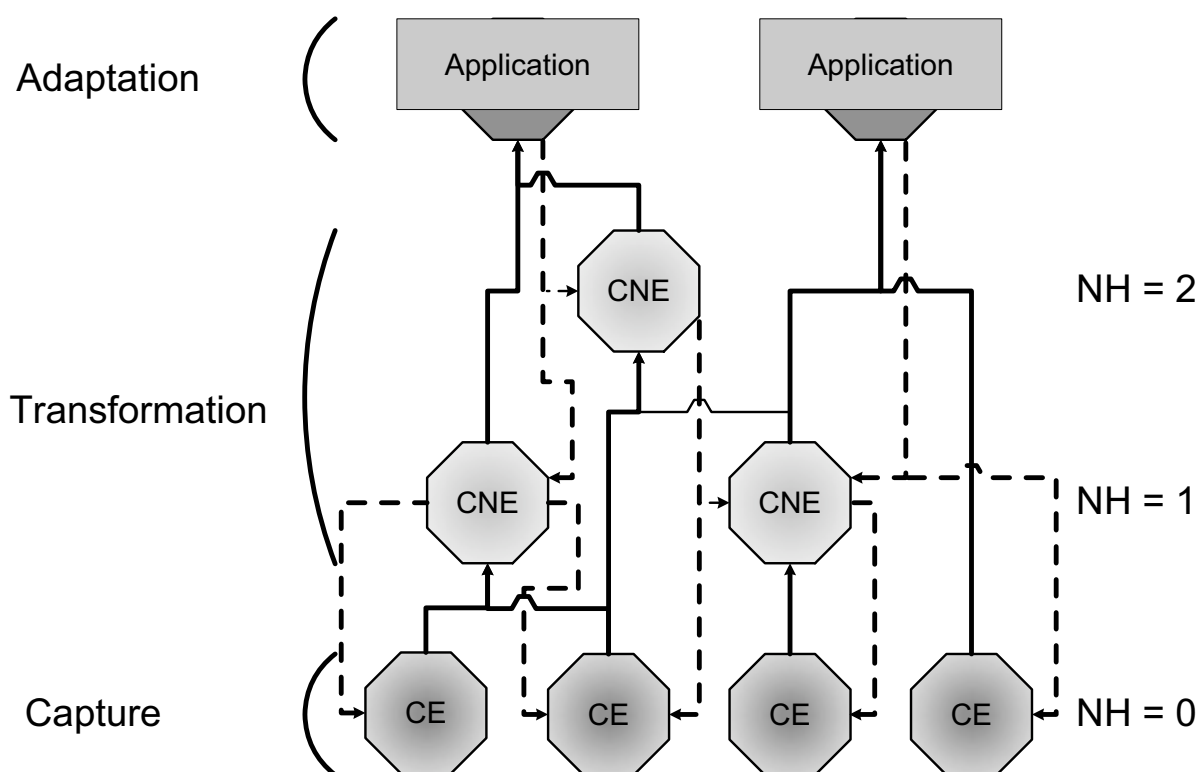 Adaptation
Application
Application
CNE
NH = 2
Transformation
CNE
CNE
NH = 1
Capture
CE
CE
CE
CE
NH = 0